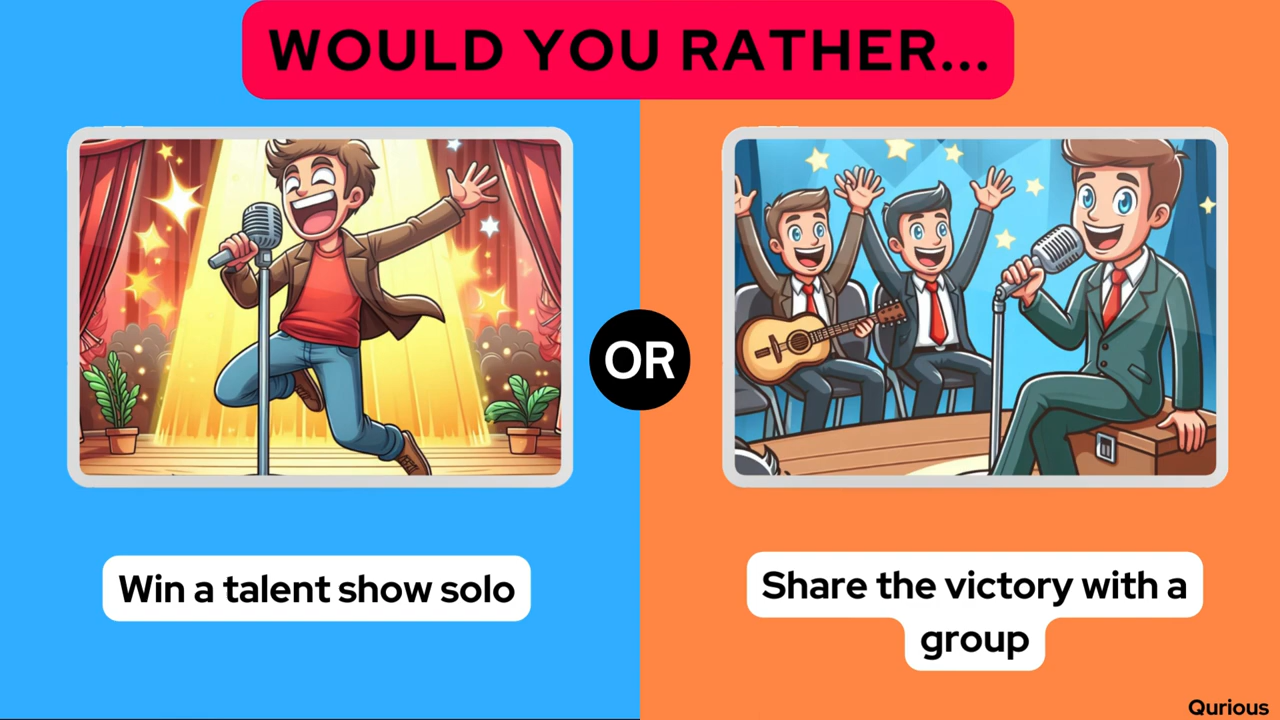 WOULD YOU RATHER...
OR
Win a talent show solo
Share the victory with a
group
Qurious